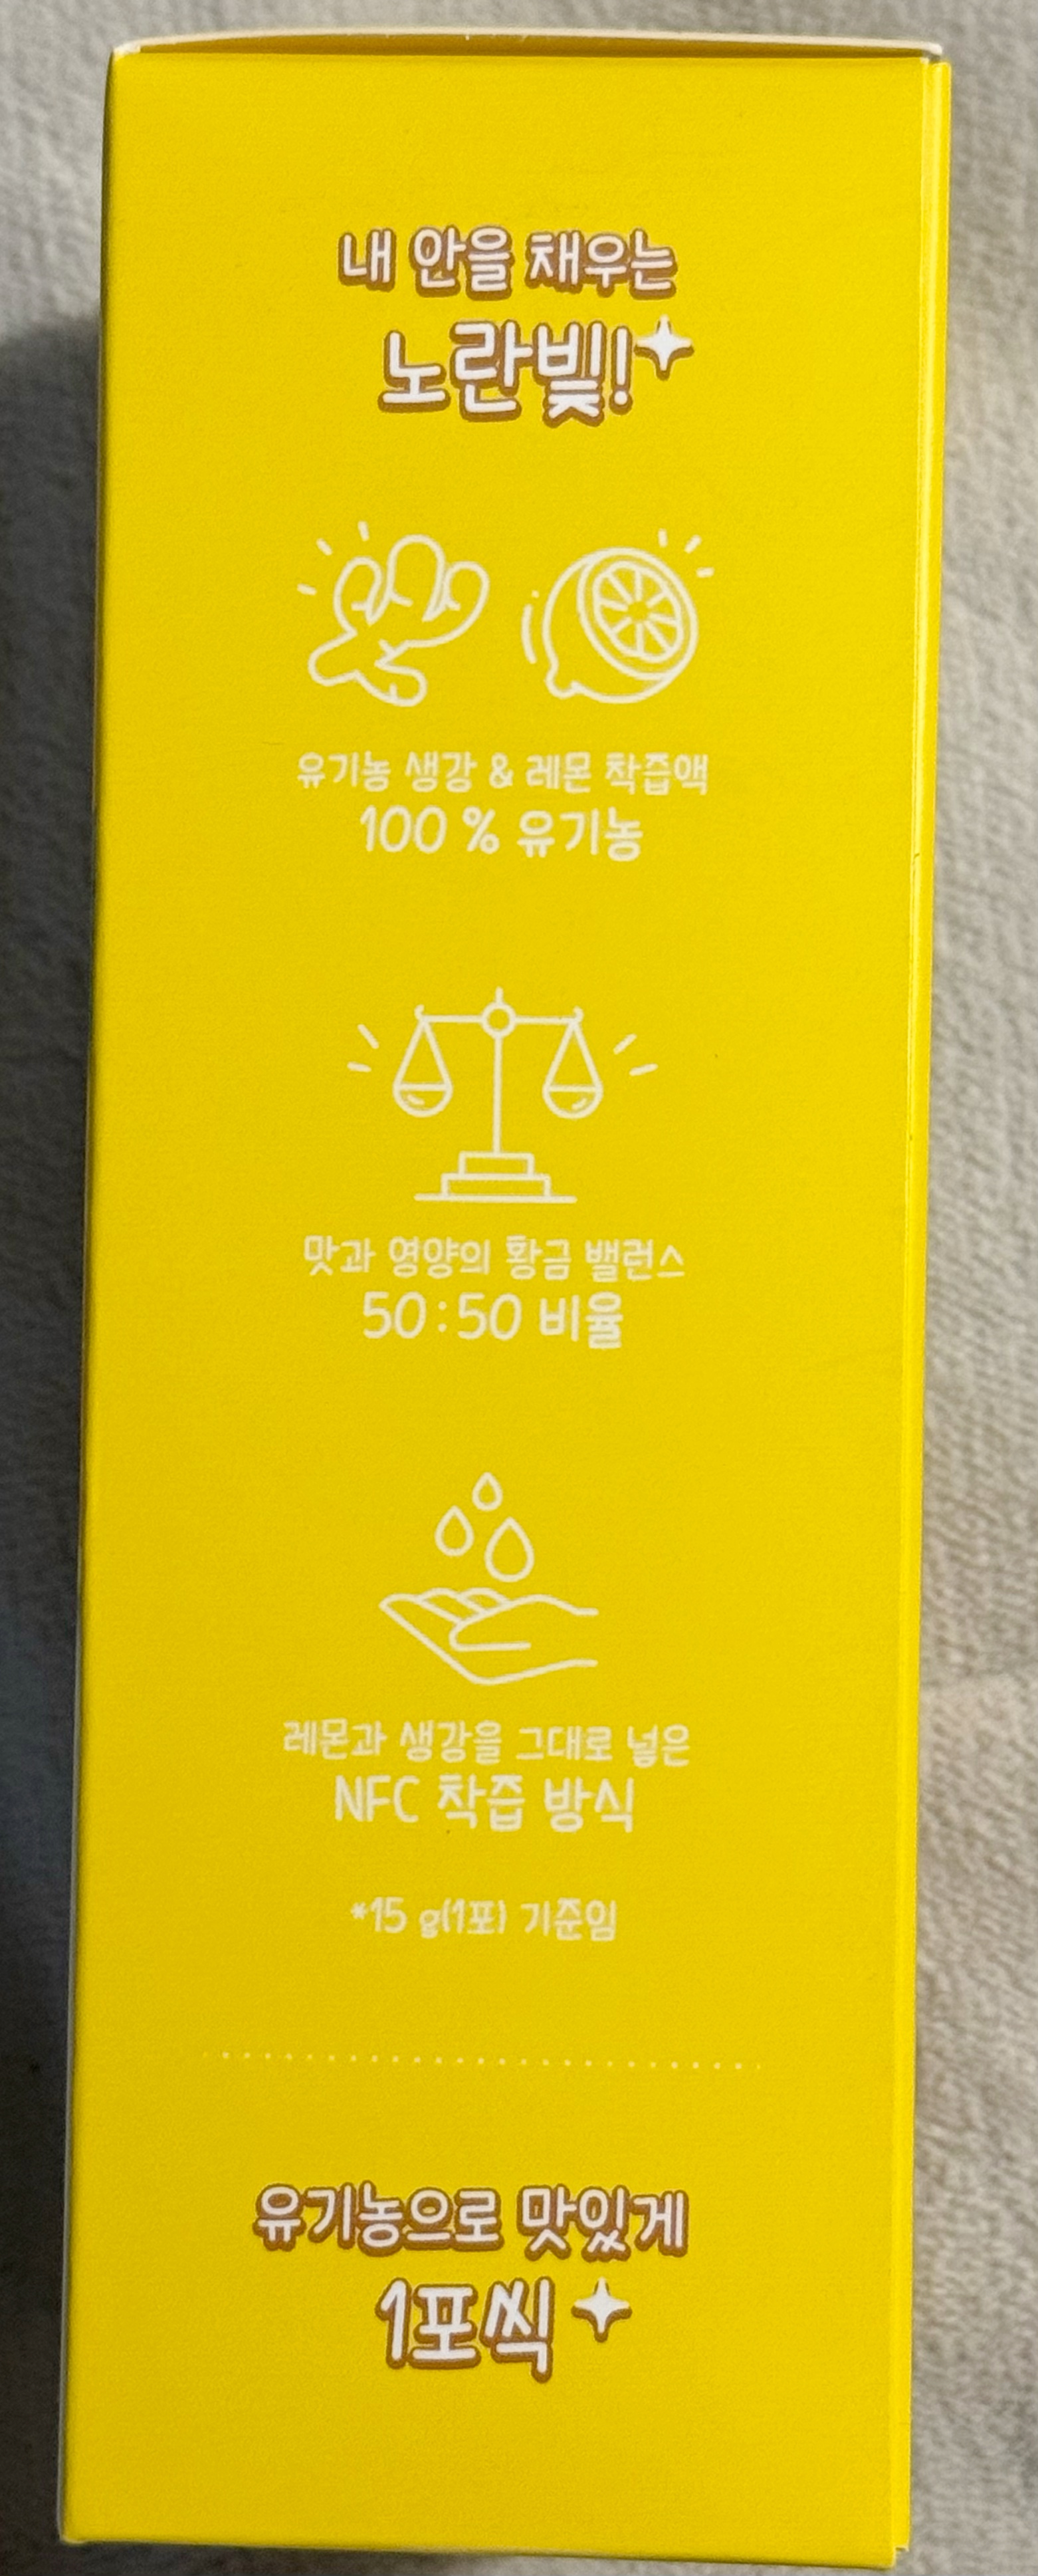 내 안을 채우는
노란빛!
유기농 생강 & 레몬 착즙액
100 % 유기농
맛과 영양의 황금 밸런스
50:50 비율
레몬과 생강을 그대로 넣은
NFC 착즙 방식
*15 g(1포) 기준임
유기농으로 맛있게
1포씩